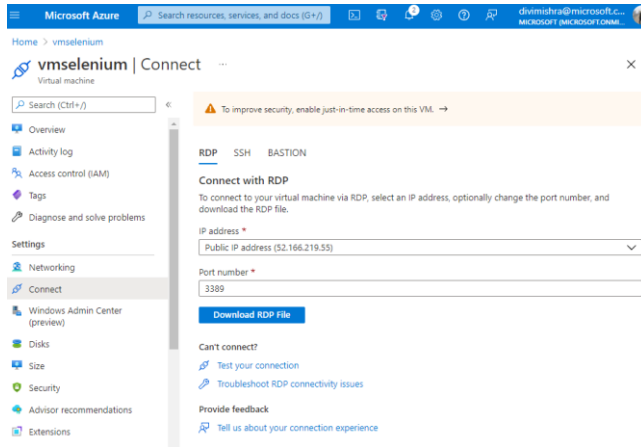 Microsoft Azure
Search resources, services, and docs (G+/)
2
divimishra@microsoft.c...
MICROSOFT (MICROSOFT.ONMI...
Home > vmselenium >
vmselenium | Connect ...
Virtual machine
Search (Ctrl+/)
Overview
Activity log
Access control (IAM)
Tags
Diagnose and solve problems
Settings
Networking
Connect
Windows Admin Center
(preview)
Disks
Size
Security
Advisor recommendations
Extensions
To improve security, enable just-in-time access on this VM. →
RDP SSH BASTION
Connect with RDP
To connect to your virtual machine via RDP, select an IP address, optionally change the port number, and
download the RDP file.
IP address *
Public IP address (52.166.219.55)
Port number *
3389
Download RDP File
Can't connect?
Test your connection
Troubleshoot RDP connectivity issues
Provide feedback
Tell us about your connection experience